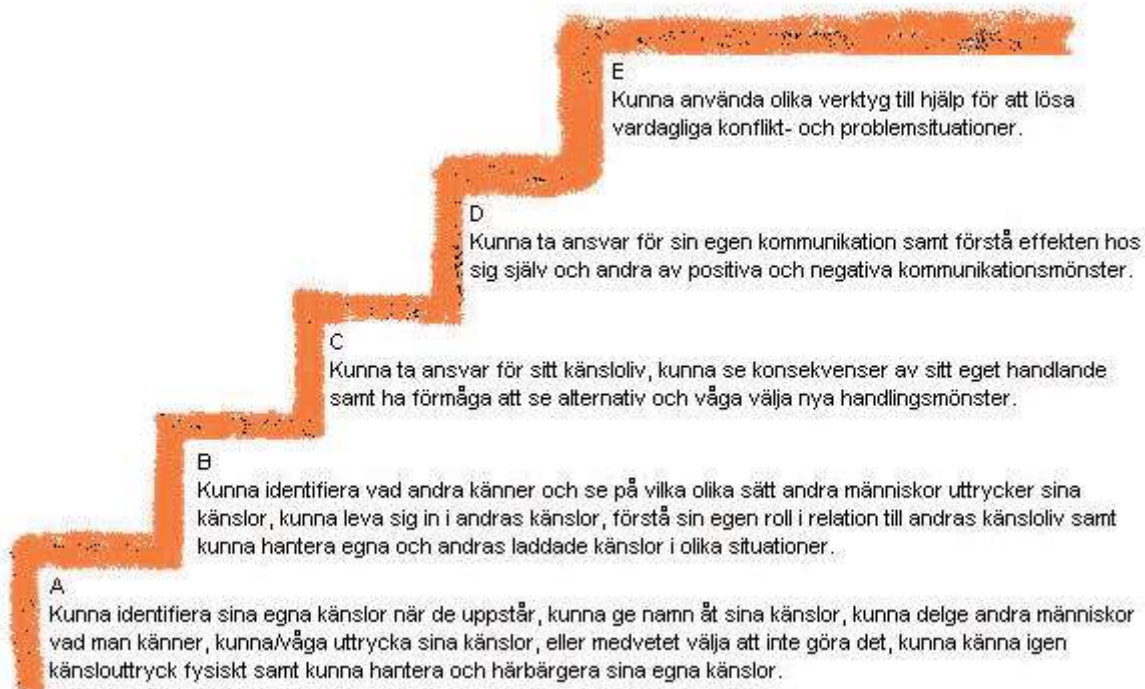 E
Kunna använda olika verktyg till hjälp för att lösa
vardagliga konflikt- och problemsituationer.
D
Kunna ta ansvar för sin egen kommunikation samt förstå effekten hos
sig själv och andra av positiva och negativa kommunikationsmönster.
C
Kunna ta ansvar för sitt känsloliv, kunna se konsekvenser av sitt eget handlande
samt ha förmåga att se alternativ och våga välja nya handlingsmönster.
B
Kunna identifiera vad andra känner och se på vilka olika sätt andra människor uttrycker sina
känslor, kunna leva sig in i andras känslor, förstå sin egen roll i relation till andras känsloliv samt
kunna hantera egna och andras laddade känslor i olika situationer.
A
Kunna identifiera sina egna känslor när de uppstår, kunna ge namn åt sina känslor, kunna delge andra människor
vad man känner, kunna/våga uttrycka sina känslor, eller medvetet välja att inte göra det, kunna känna igen
känslouttryck fysiskt samt kunna hantera och härbärgera sina egna känslor.